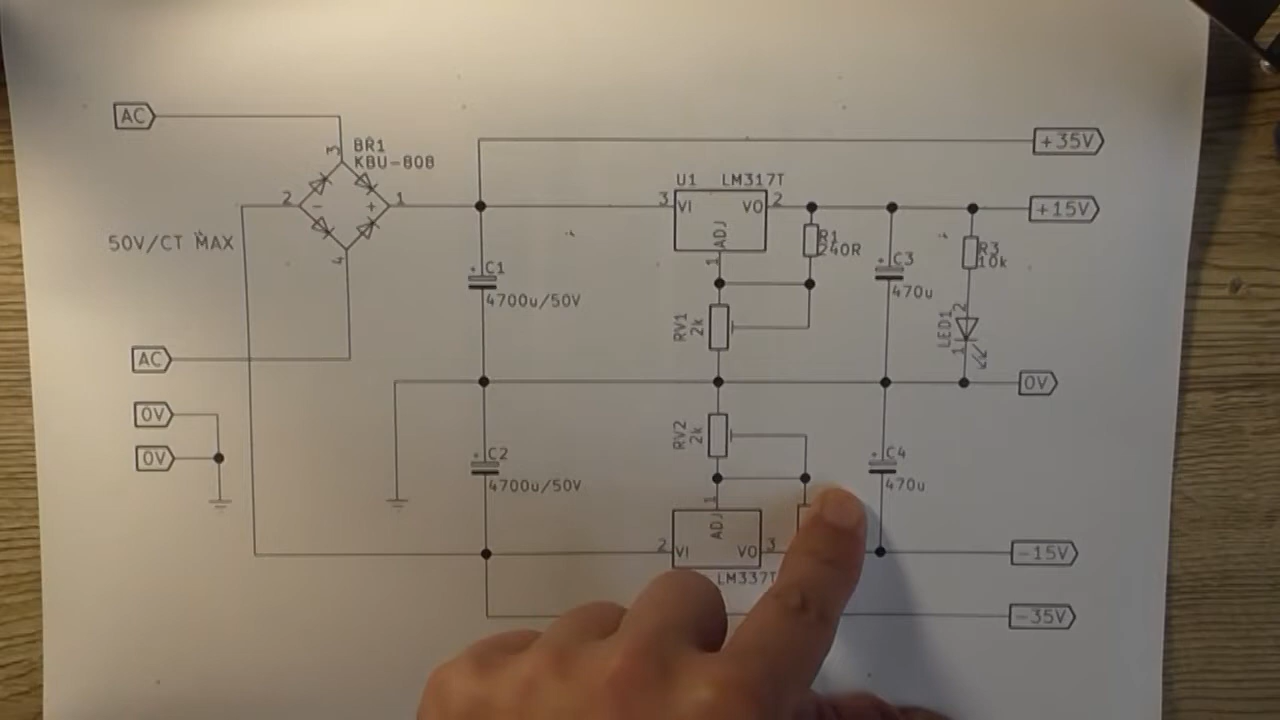 AC
BR1
KBU-808
3
2
-
+
1
4
50V/CT MAX
AC
0V
0V
+35V
U1 LM317T
3 VI VO 2
ADJ
1
+15V
R1
240R
C1
4700u/50V
C3
470u
R3
10k
RV1
2k
LED1
2
1
0V
RV2
2k
C2
4700u/50V
C4
470u
1
ADJ
2 VI VO 3
LM337T
-15V
-35V